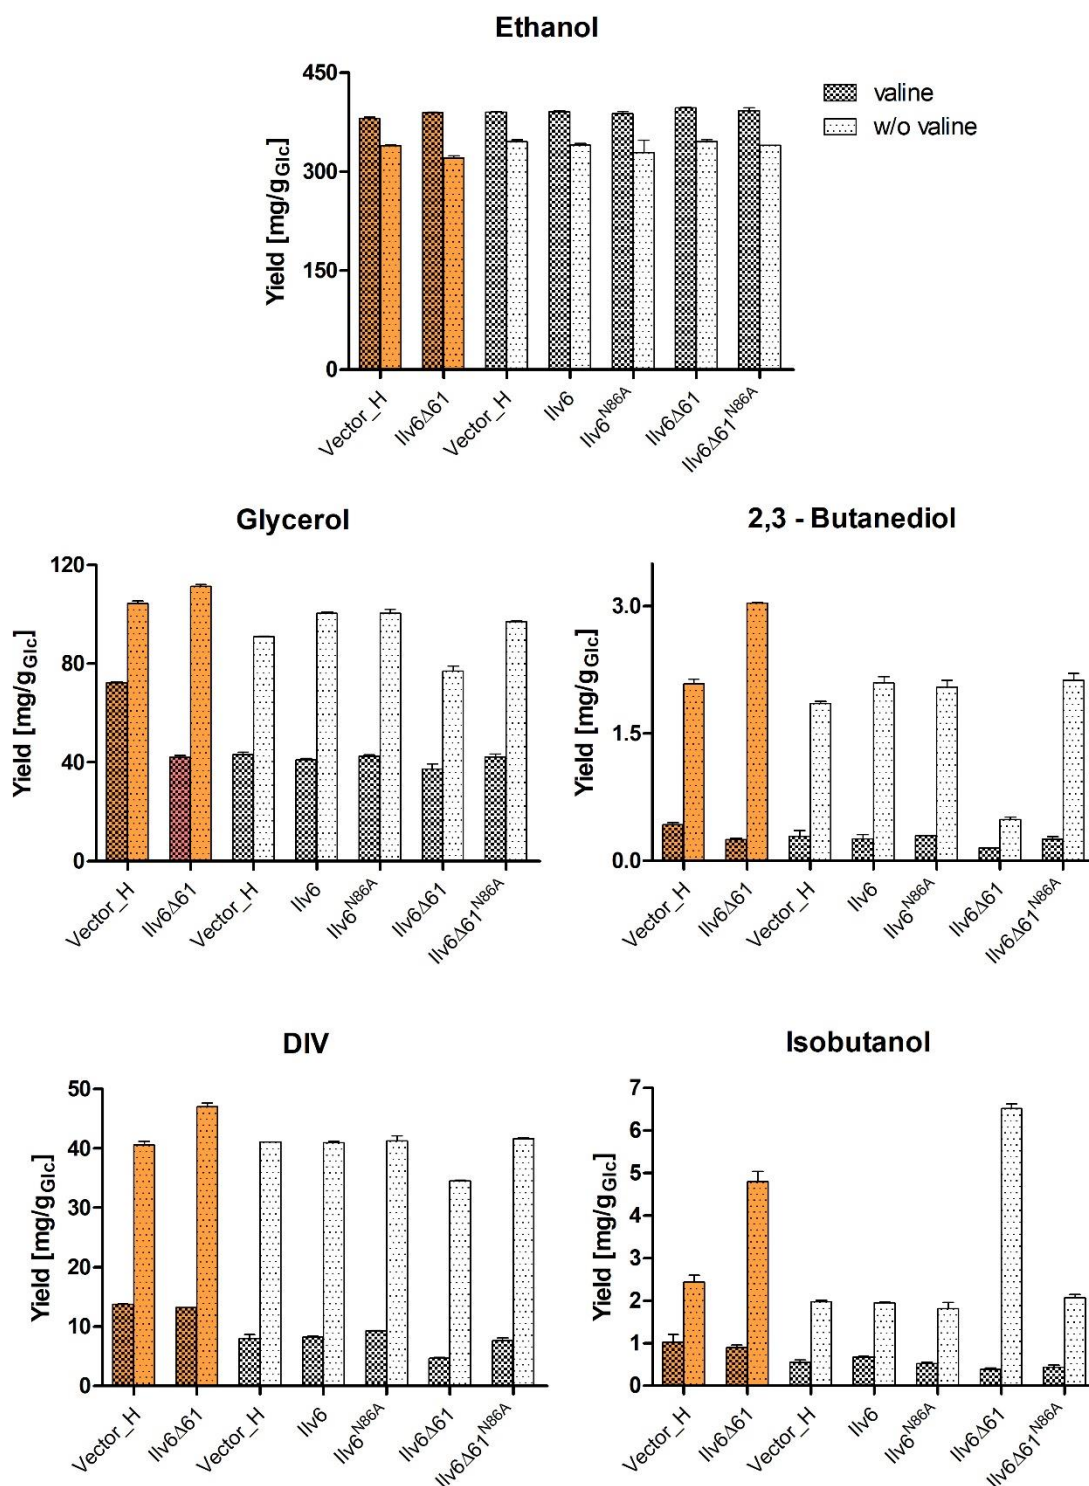 Ethanol
Yield [mg/gGlc]
450
300
150
0
valine
w/o valine
Vector_H
Ilv6Δ61
Vector_H
Ilv6
Ilv6N86A
Ilv6Δ61
Ilv6Δ61N86A
Glycerol
Yield [mg/gGlc]
120
80
40
0
Vector_H
Ilv6Δ61
Vector_H
Ilv6
Ilv6N86A
Ilv6Δ61
Ilv6Δ61N86A
2,3 - Butanediol
Yield [mg/gGlc]
3.0
1.5
0.0
Vector_H
Ilv6Δ61
Vector_H
Ilv6
Ilv6N86A
Ilv6Δ61
Ilv6Δ61N86A
DIV
Yield [mg/gGlc]
50
40
30
20
10
0
Vector_H
Ilv6Δ61
Vector_H
Ilv6
Ilv6N86A
Ilv6Δ61
Ilv6Δ61N86A
Isobutanol
Yield [mg/gGlc]
7
6
5
4
3
2
1
0
Vector_H
Ilv6Δ61
Vector_H
Ilv6
Ilv6N86A
Ilv6Δ61
Ilv6Δ61N86A